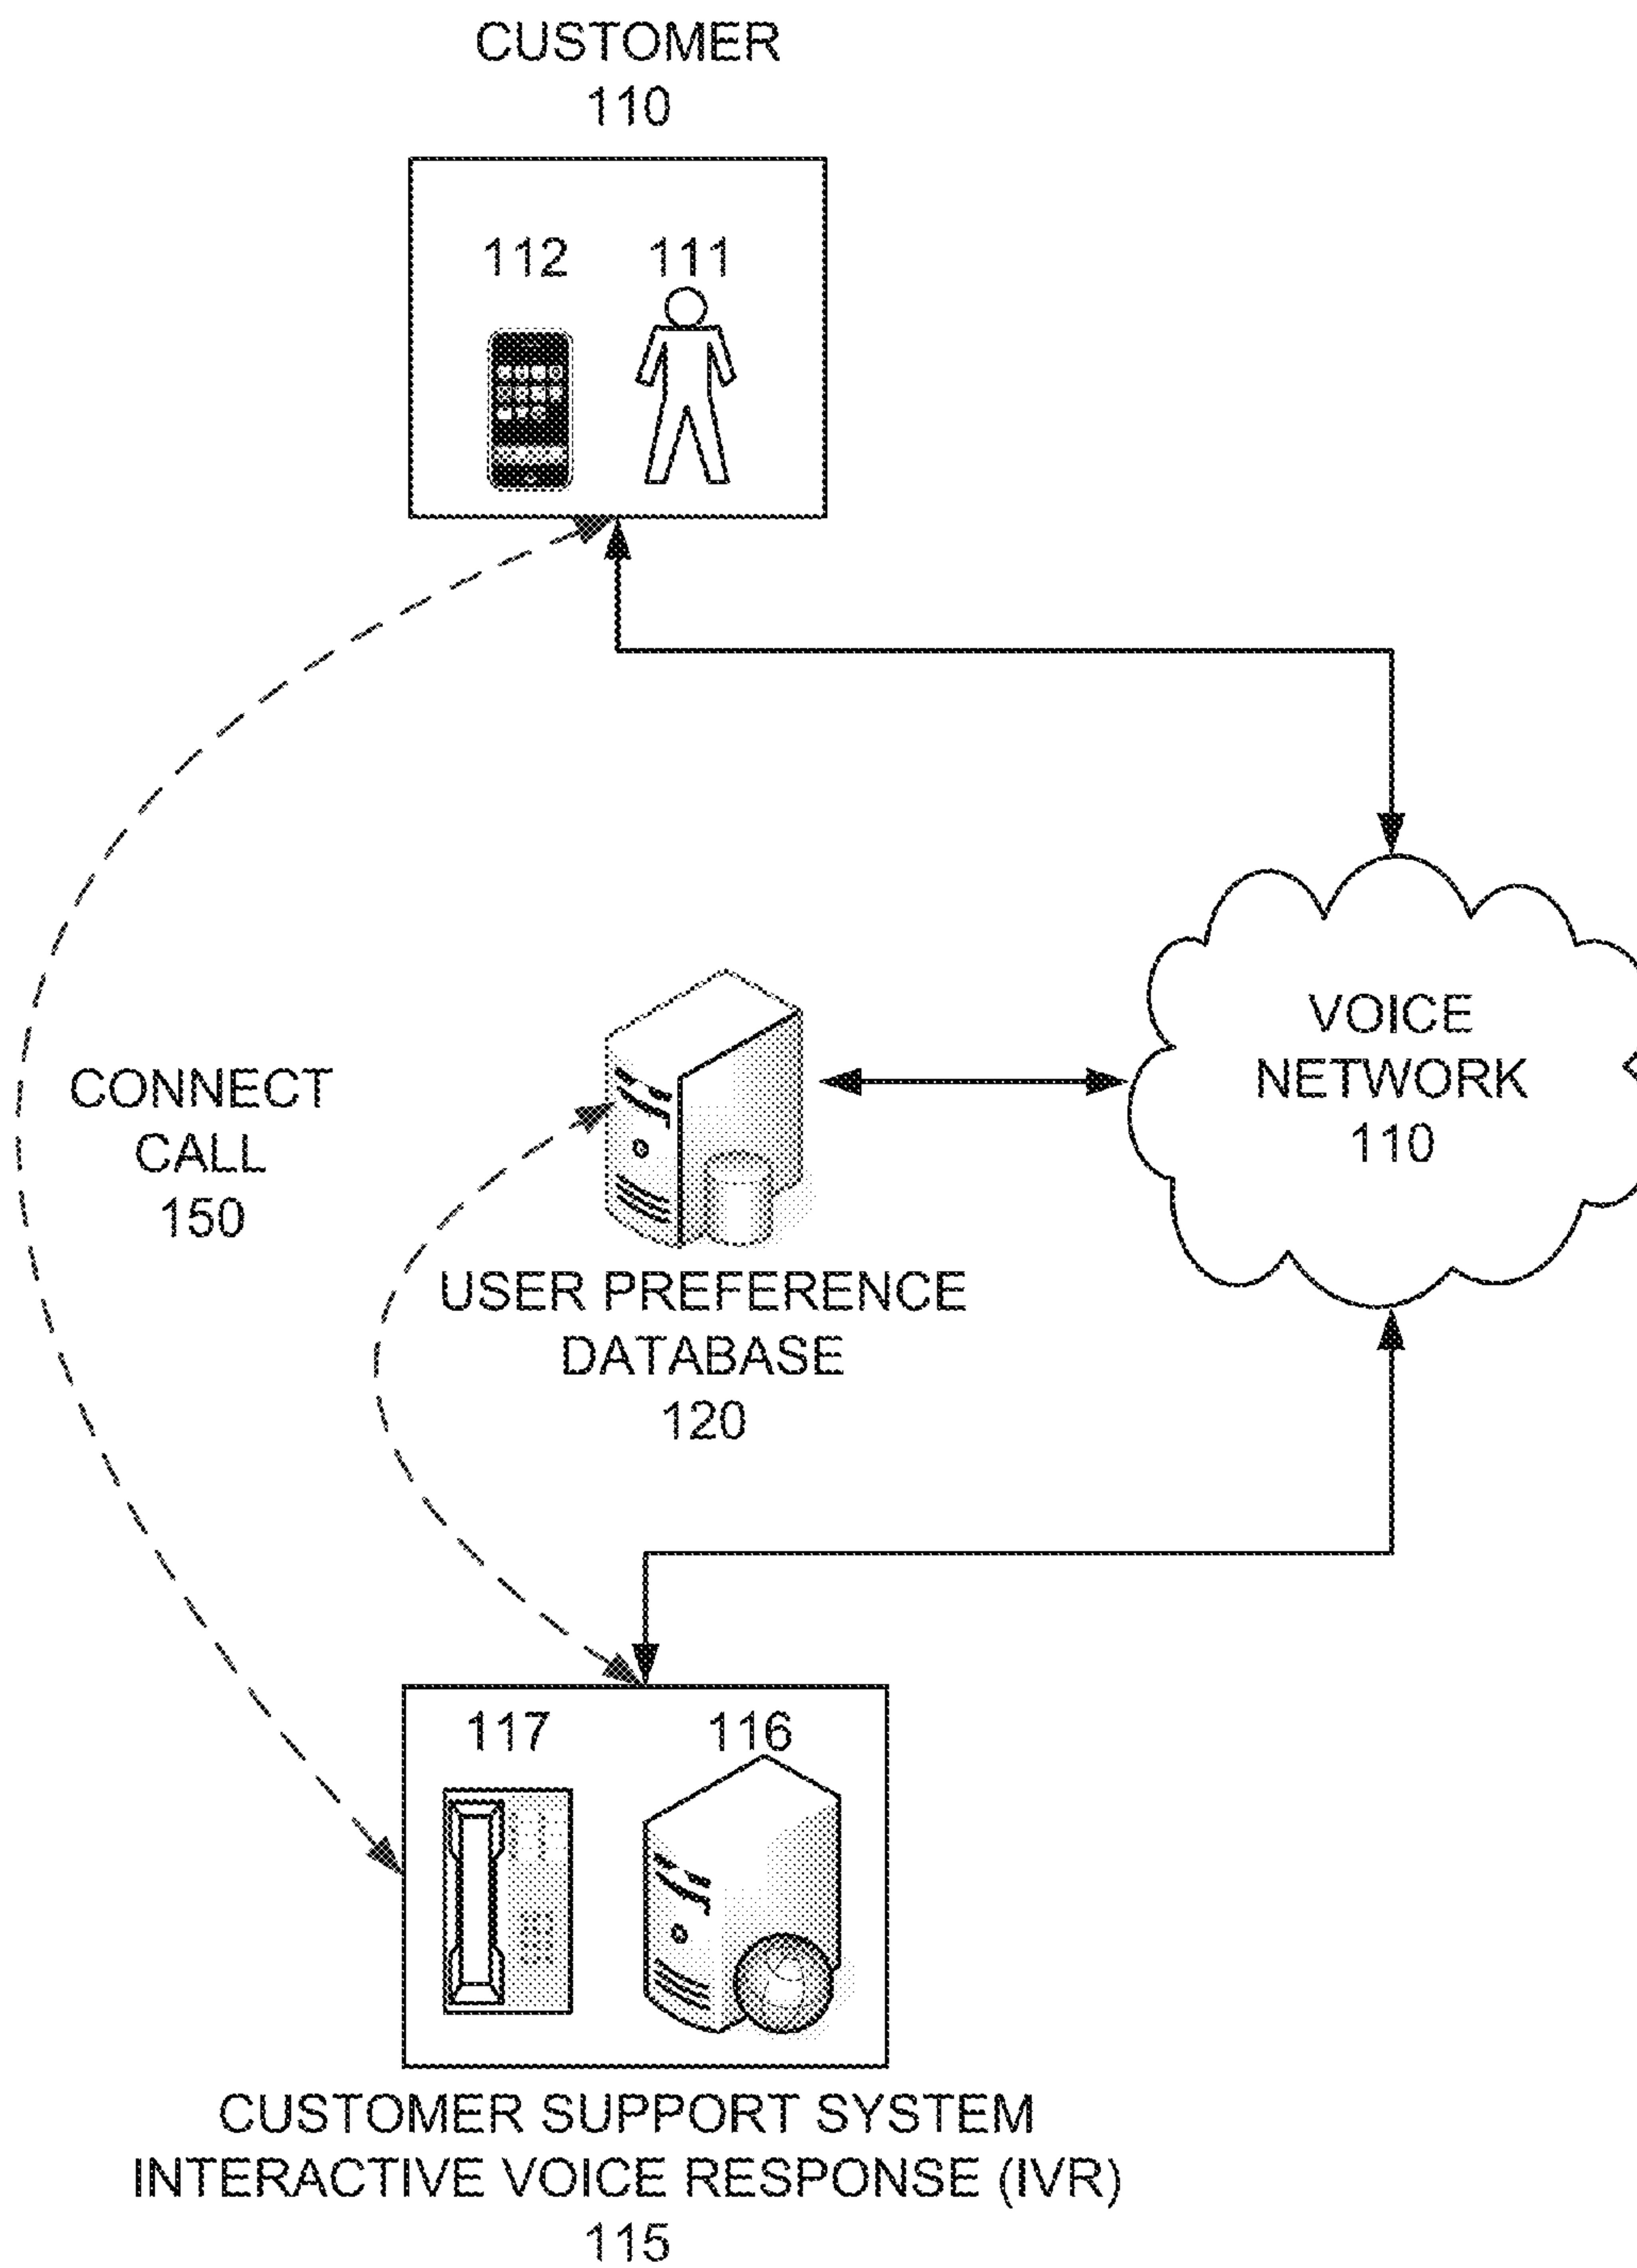 CUSTOMER
110
112
111
VOICE
NETWORK
110
CONNECT
CALL
150
USER PREFERENCE
DATABASE
120
117
116
CUSTOMER SUPPORT SYSTEM
INTERACTIVE VOICE RESPONSE (IVR)
115